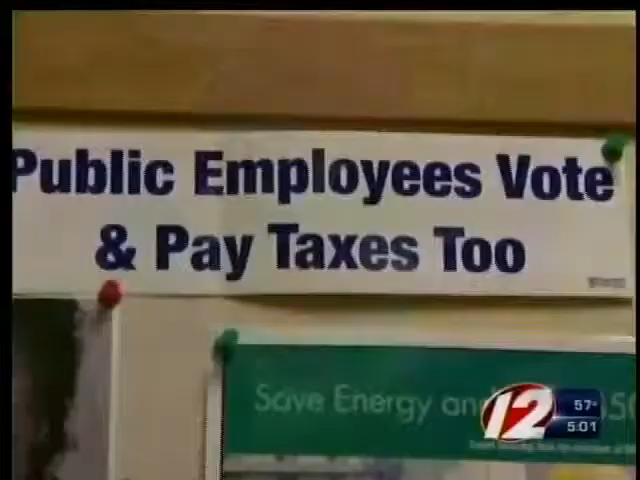 Public Employees Vote
& Pay Taxes Too
Save Energy and
12
57°
5:01